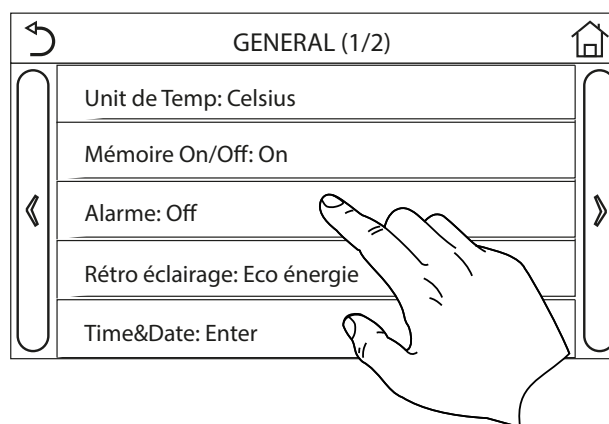 GENERAL (1/2)
Unit de Temp: Celsius
Mémoire On/Off: On
Alarme: Off
Rétro éclairage: Eco énergie
Time&Date: Enter